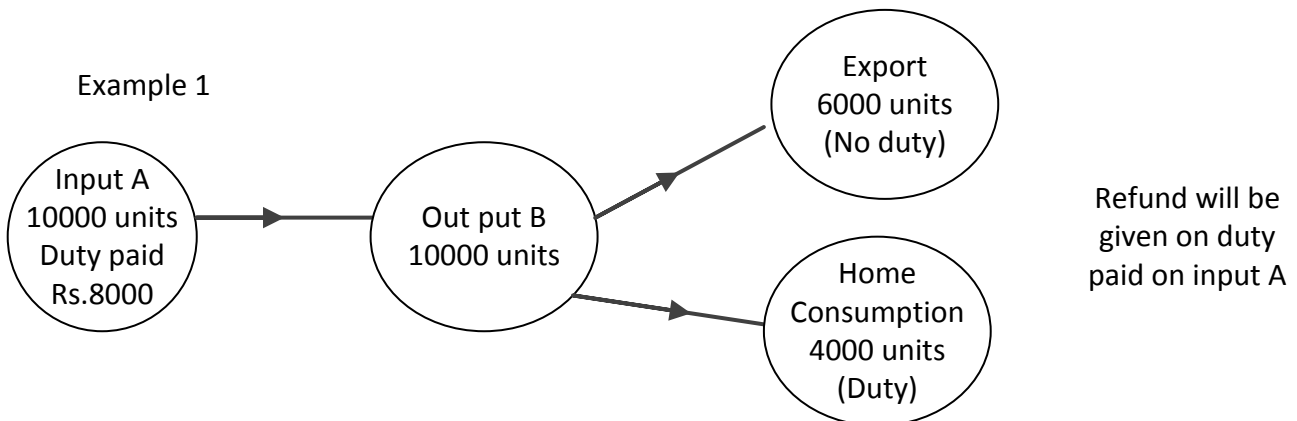 Example 1
Input A
10000 units
Duty paid
Rs.8000
Out put B
10000 units
Export
6000 units
(No duty)
Home
Consumption
4000 units
(Duty)
Refund will be
given on duty
paid on input A